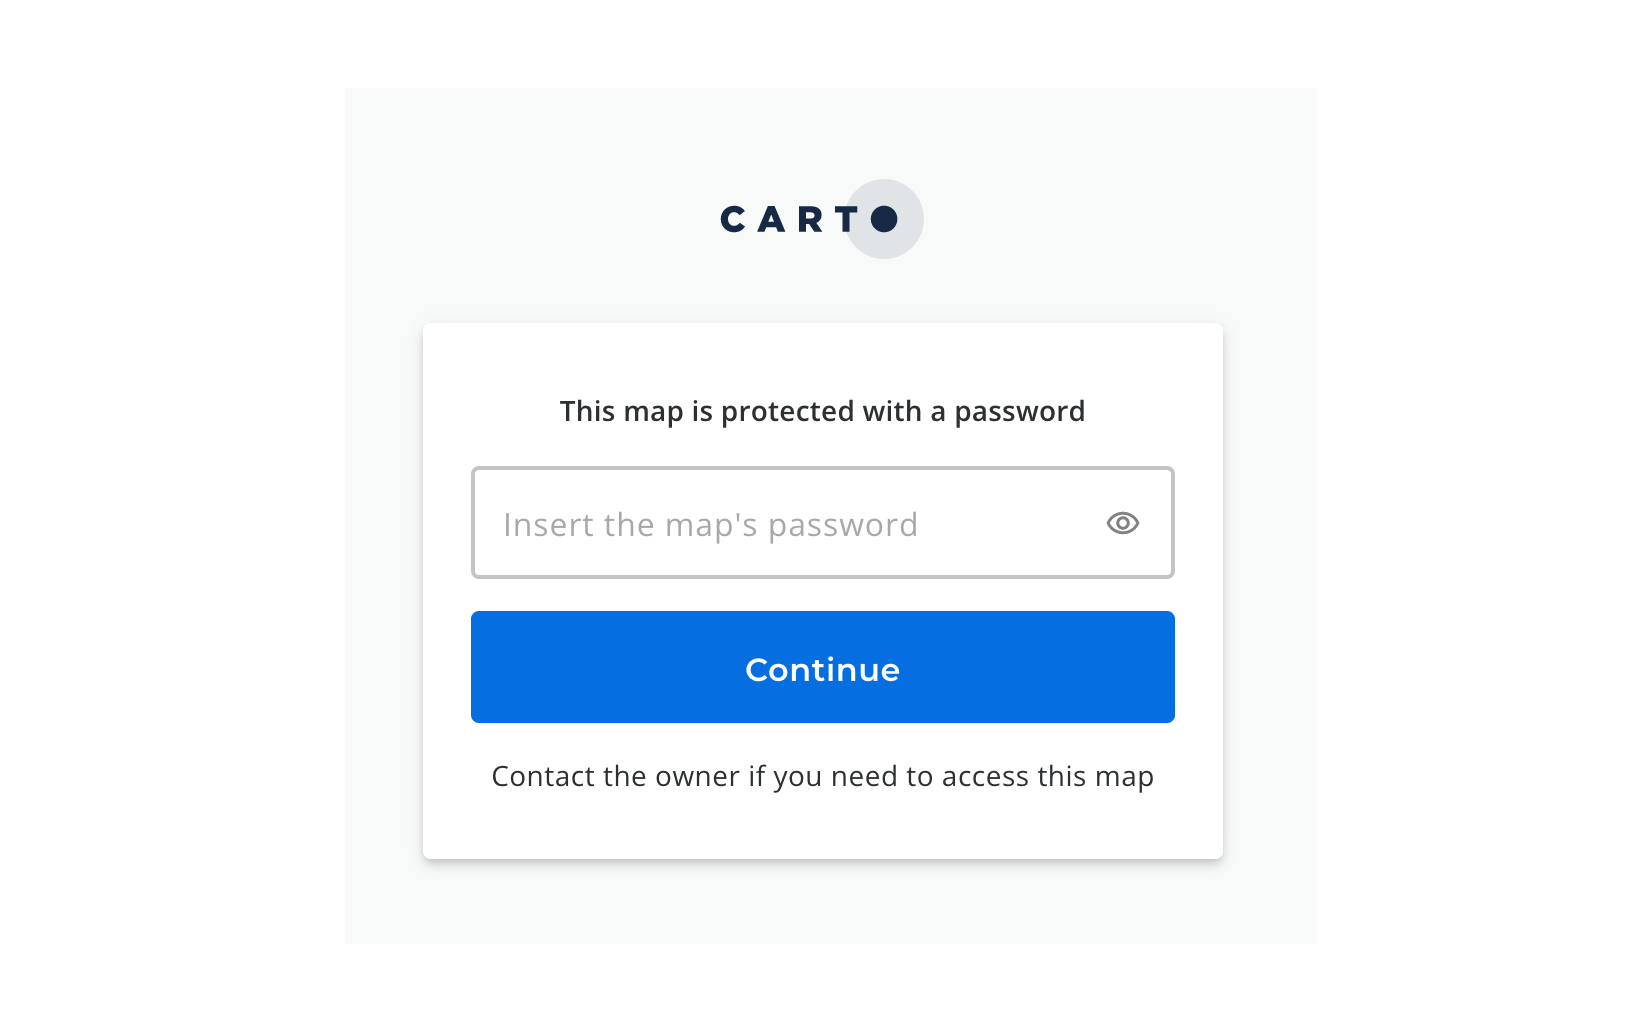 CARTO
This map is protected with a password
Insert the map's password
Continue
Contact the owner if you need to access this map